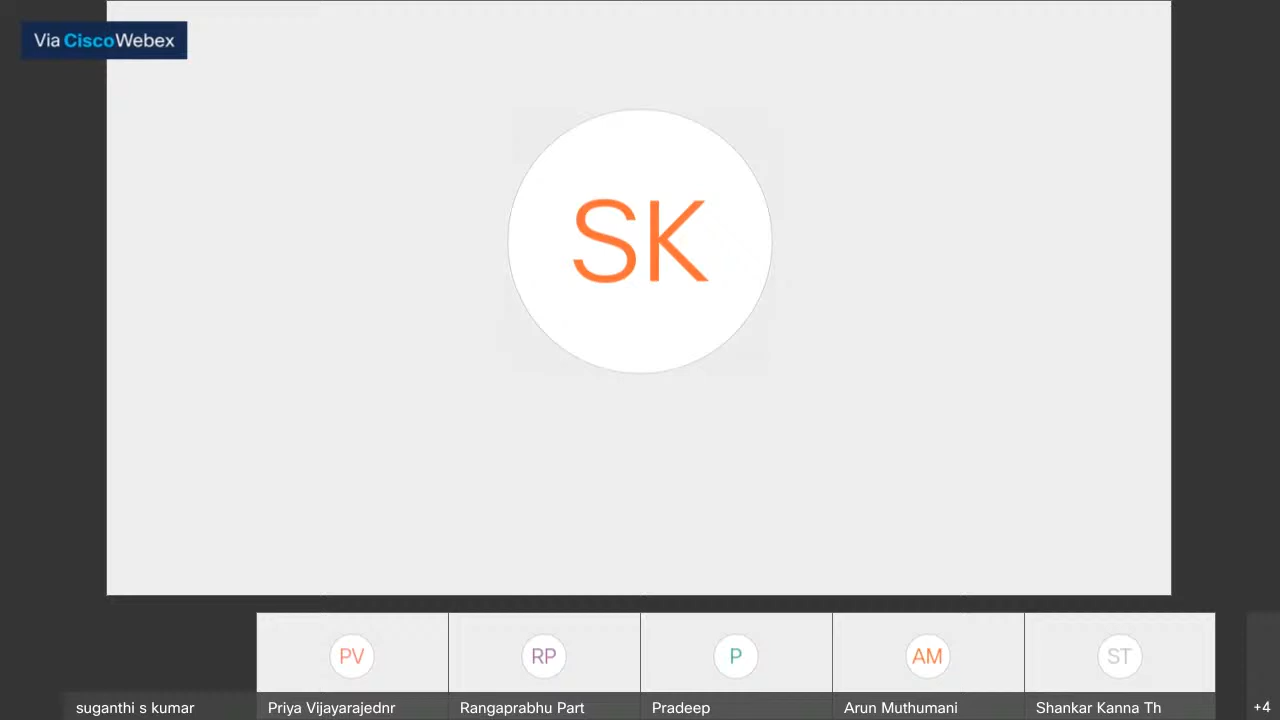 Via CiscoWebex
SK
PV
RP
P
AM
ST
suganthi s kumar
Priya Vijayarajednr
Rangaprabhu Part
Pradeep
Arun Muthumani
Shankar Kanna Th
+4